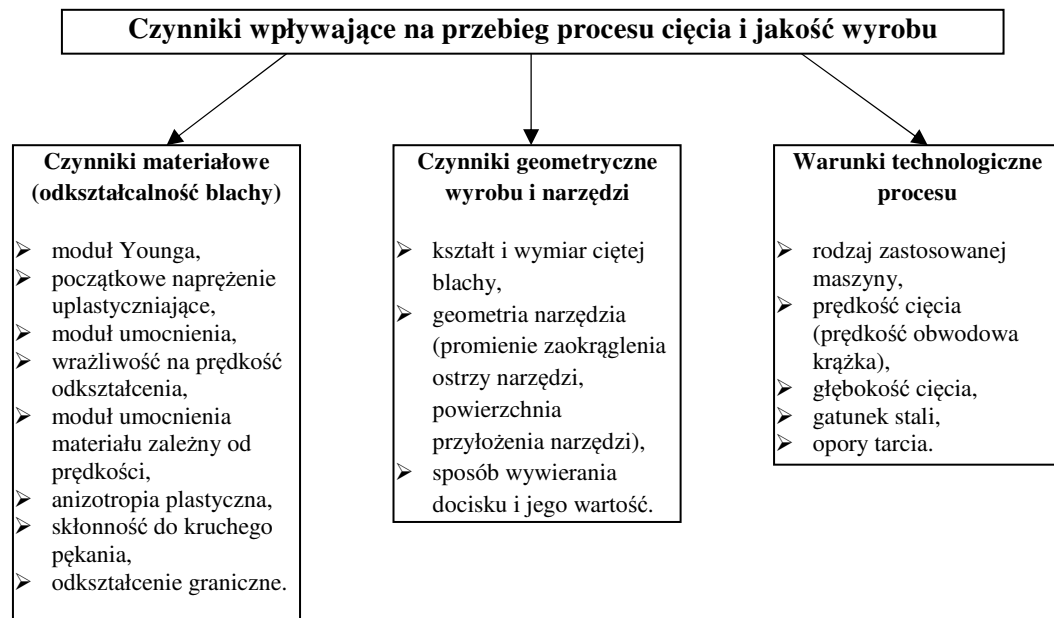 Czynniki wpływające na przebieg procesu cięcia i jakość wyrobu
Czynniki materiałowe
(odkształcalność blachy)
➢ moduł Younga,
➢ początkowe naprężenie
uplastyczniające,
➢ moduł umocnienia,
➢ wrażliwość na prędkość
odkształcenia,
➢ moduł umocnienia
materiału zależny od
prędkości,
➢ anizotropia plastyczna,
➢ skłonność do kruchego
pękania,
➢ odkształcenie graniczne.
Czynniki geometryczne
wyrobu i narzędzi
➢ kształt i wymiar ciętej
blachy,
➢ geometria narzędzia
(promienie zaokrąglenia
ostrzy narzędzi,
powierzchnia
przyłożenia narzędzi),
➢ sposób wywierania
docisku i jego wartość.
Warunki technologiczne
procesu
➢ rodzaj zastosowanej
maszyny,
➢ prędkość cięcia
(prędkość obwodowa
krążka),
➢ głębokość cięcia,
➢ gatunek stali,
➢ opory tarcia.